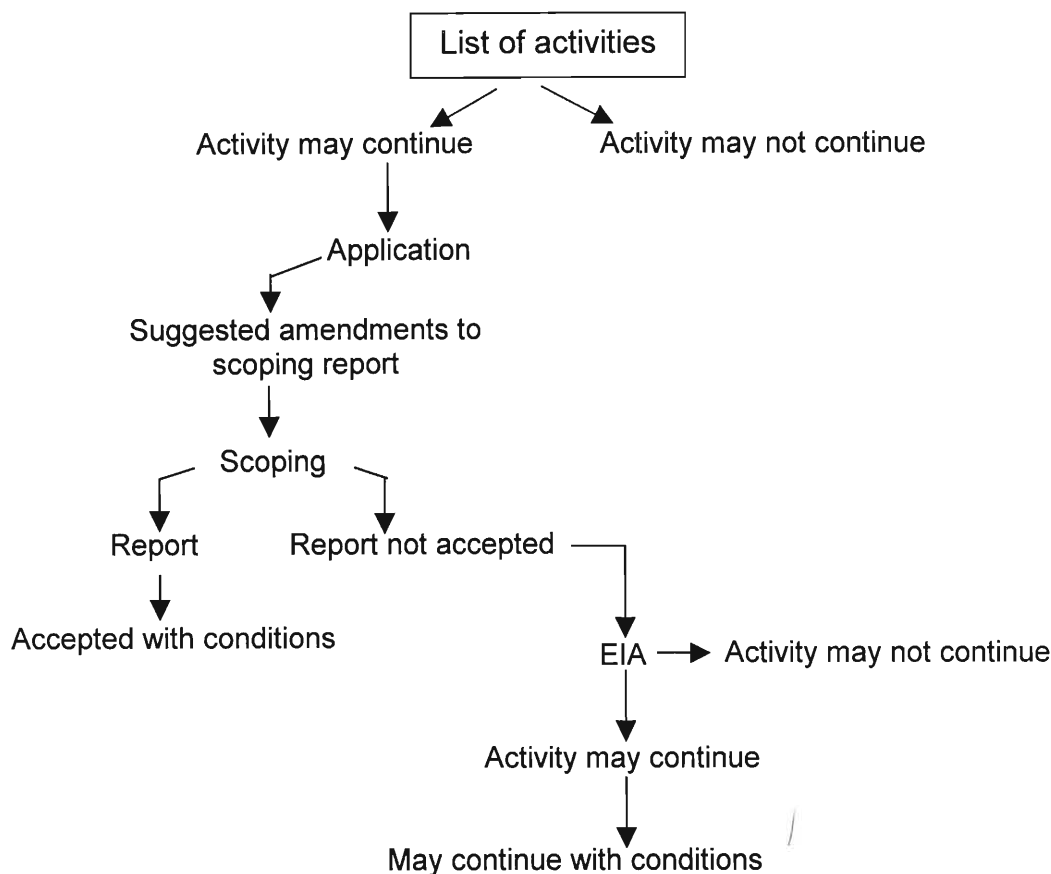 List of activities
Activity may continue
Activity may not continue
Application
Suggested amendments to
scoping report
Scoping
Report
Report not accepted
Accepted with conditions
EIA
Activity may not continue
Activity may continue
May continue with conditions